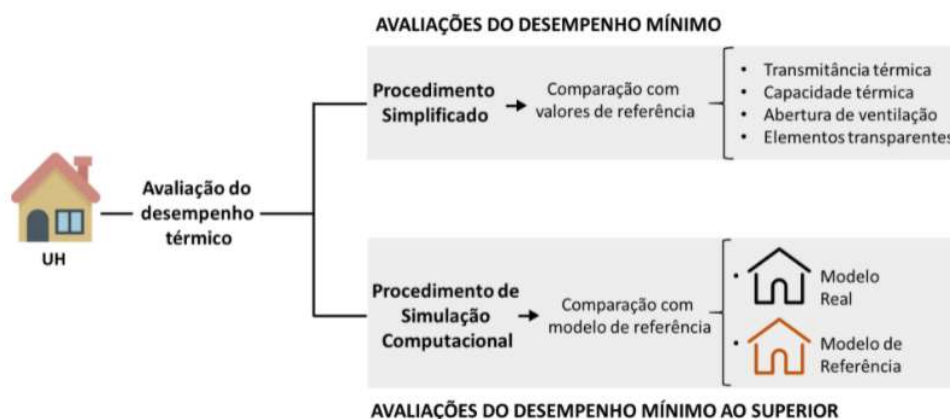 AVALIAÇÕES DO DESEMPENHO MÍNIMO
Procedimento
Simplificado
Comparação com
valores de referência
• Transmitância térmica
• Capacidade térmica
• Abertura de ventilação
• Elementos transparentes
UH
Avaliação do
desempenho
térmico
Procedimento de
Simulação
Computacional
Comparação com
modelo de referência
• Modelo
Real
• Modelo de
Referência
AVALIAÇÕES DO DESEMPENHO MÍNIMO AO SUPERIOR